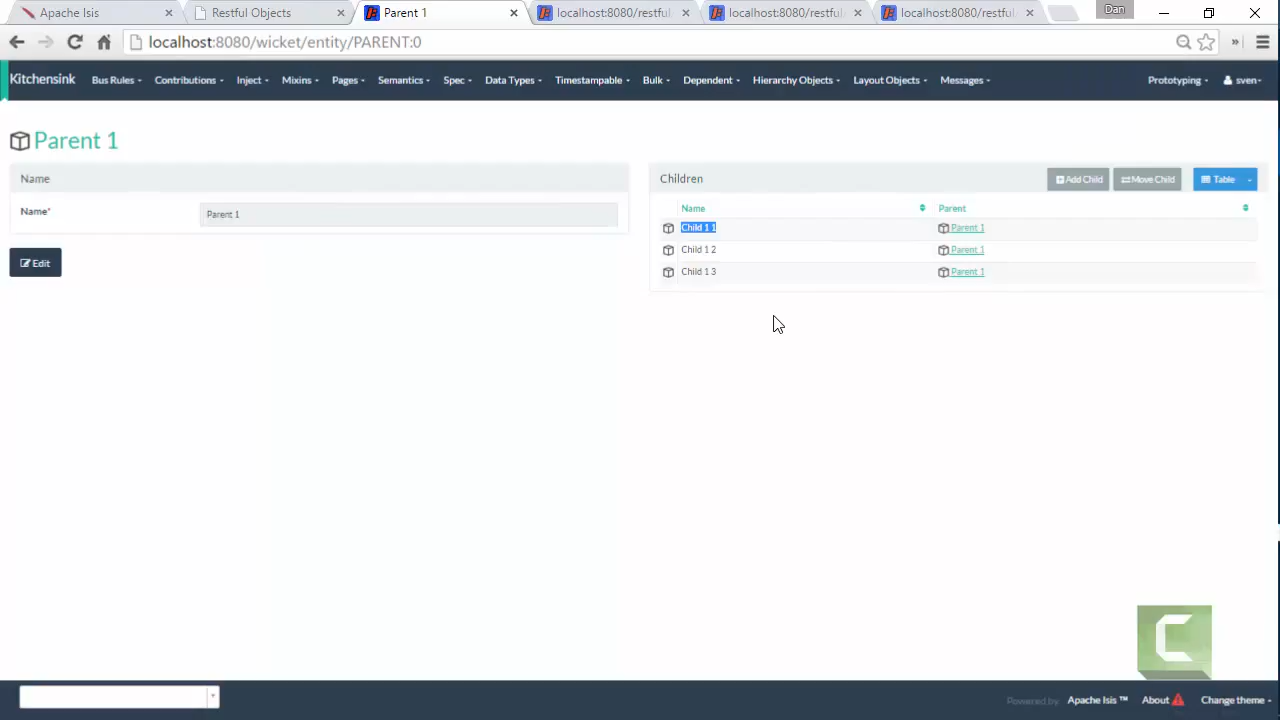 Apache Isis
Restful Objects
Parent 1
localhost:8080/restful
localhost:8080/restful
localhost:8080/restful
Dan
localhost:8080/wicket/entity/PARENT:0
Kitchensink
Bus Rules
Contributions
Inject
Mixins
Pages
Semantics
Spec
Data Types
Timestampable
Bulk
Dependent
Hierarchy Objects
Layout Objects
Messages
Prototyping
sven
Parent 1
Name
Name*
Parent 1
Edit
Children
Add Child
Move Child
Table
Name
Parent
Child 1 1
Parent 1
Child 1 2
Parent 1
Child 1 3
Parent 1
C
Powered by:
Apache Isis ™
About
Change theme